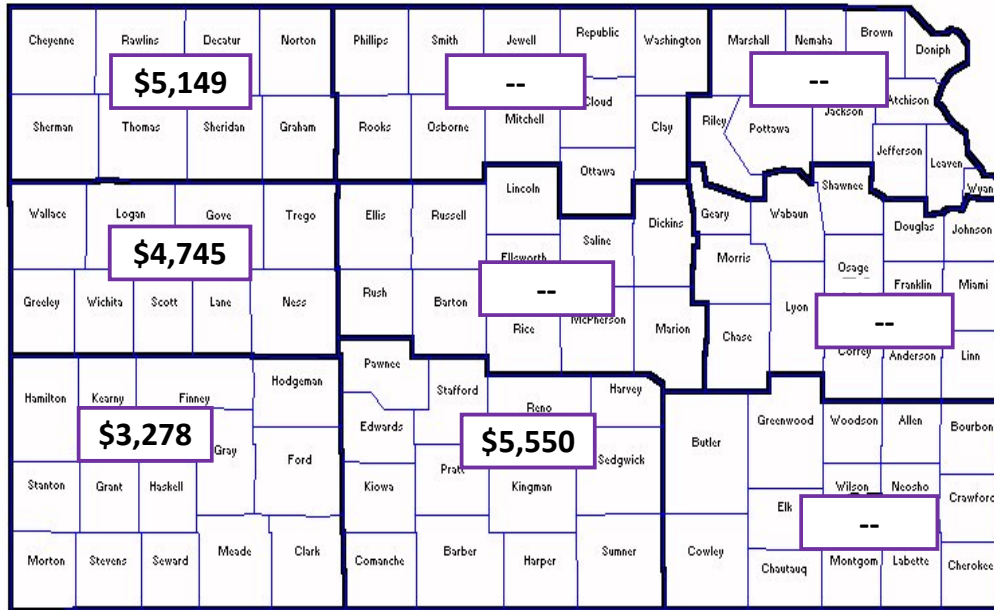 Cheyenne Rawlins Decatur Norton Phillips Smith Jewell Republic Washington Marshall Nemaha Brown Doniph
$5,149 -- --
Sherman Thomas Sheridan Graham Rooks Osborne Mitchell Cloud Clay Riley Pottawa Jackson Atchison
Jefferson Leaven Wyan
Ottawa
Lincoln Shawnee
Wallace Logan Gove Trego Ellis Russell Saline Dickins Geary Wabaun Douglas Johnson
$4,745 Ellsworth Morris Osage
Greeley Wichita Scott Lane Ness Rush Barton -- Lyon Franklin Miami
Rice McPherson Marion Chase --
Anderson Linn
Hamilton Kearny Finney Hodgeman Pawnee Stafford Reno Harvey
$3,278 Gray Ford Edwards $5,550 Sedgwick Butler Greenwood Woodson Allen Bourbon
Stanton Grant Haskell Kiowa Pratt Kingman Elk Wilson Neosho Crawford
--
Morton Stevens Seward Meade Clark Comanche Barber Harper Sumner Cowley Chautauq Montgom Labette Cherokee